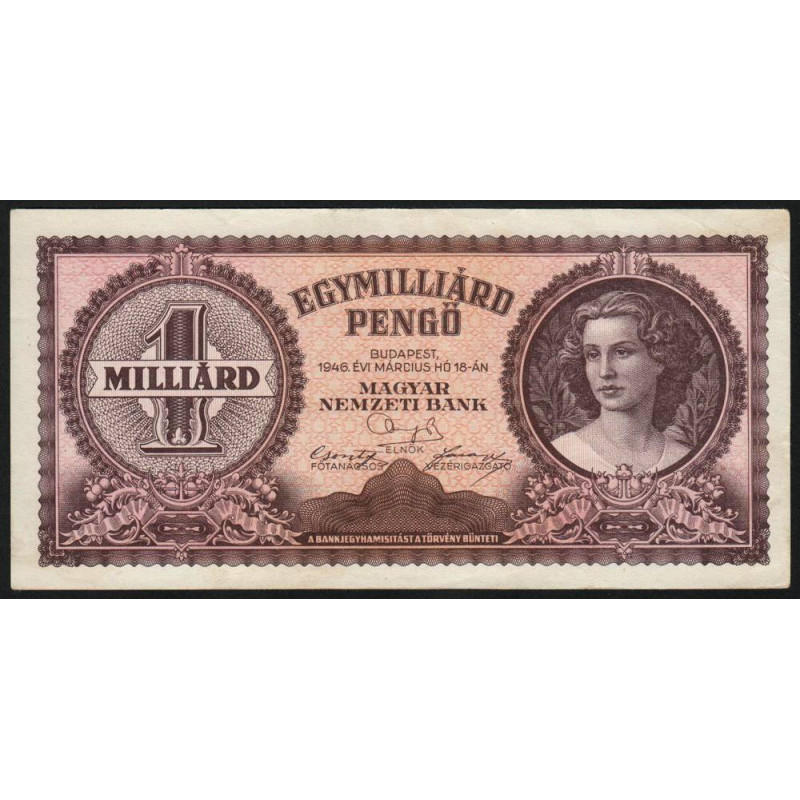 1
MILLIÁRD
EGYMILLIÁRD
PENGŐ
BUDAPEST,
1946. ÉVI MÁRCIUS HÓ 18-ÁN
MAGYAR
NEMZETI BANK
ELNÖK
FŐTANÁCSOS VEZÉRIGAZGATÓ
A BANKJEGYHAMISITÁST A TÖRVÉNY BÜNTETI